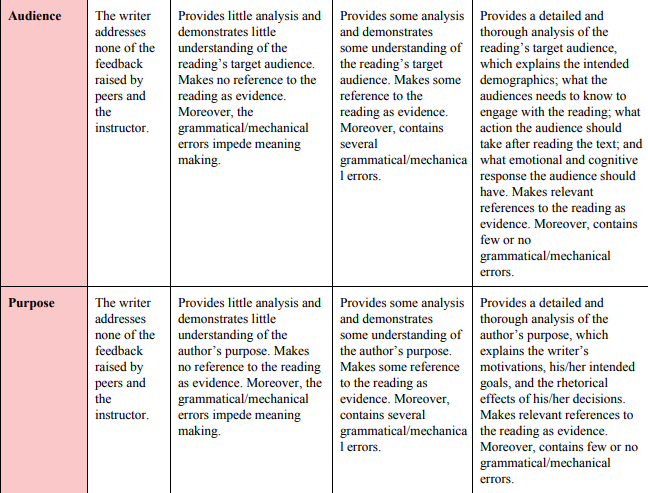 Audience
The writer
addresses
none of the
feedback
raised by
peers and
the
instructor.
Provides little analysis and
demonstrates little
understanding of the
reading's target audience.
Makes no reference to the
reading as evidence.
Moreover, the
grammatical/mechanical
errors impede meaning
making.
Provides some analysis
and demonstrates
some understanding of
the reading's target
audience. Makes some
reference to the
reading as evidence.
Moreover, contains
several
grammatical/mechanica
l errors.
Provides a detailed and
thorough analysis of the
reading's target audience,
which explains the intended
demographics; what the
audiences needs to know to
engage with the reading; what
action the audience should
take after reading the text; and
what emotional and cognitive
response the audience should
have. Makes relevant
references to the reading as
evidence. Moreover, contains
few or no
grammatical/mechanical
errors.
Purpose
The writer
addresses
none of the
feedback
raised by
peers and
the
instructor.
Provides little analysis and
demonstrates little
understanding of the
author's purpose. Makes
no reference to the reading
as evidence. Moreover, the
grammatical/mechanical
errors impede meaning
making.
Provides some analysis
and demonstrates
some understanding of
the author's purpose.
Makes some reference
to the reading as
evidence. Moreover,
contains several
grammatical/mechanica
l errors.
Provides a detailed and
thorough analysis of the
author's purpose, which
explains the writer's
motivations, his/her intended
goals, and the rhetorical
effects of his/her decisions.
Makes relevant references to
the reading as evidence.
Moreover, contains few or no
grammatical/mechanical
errors.